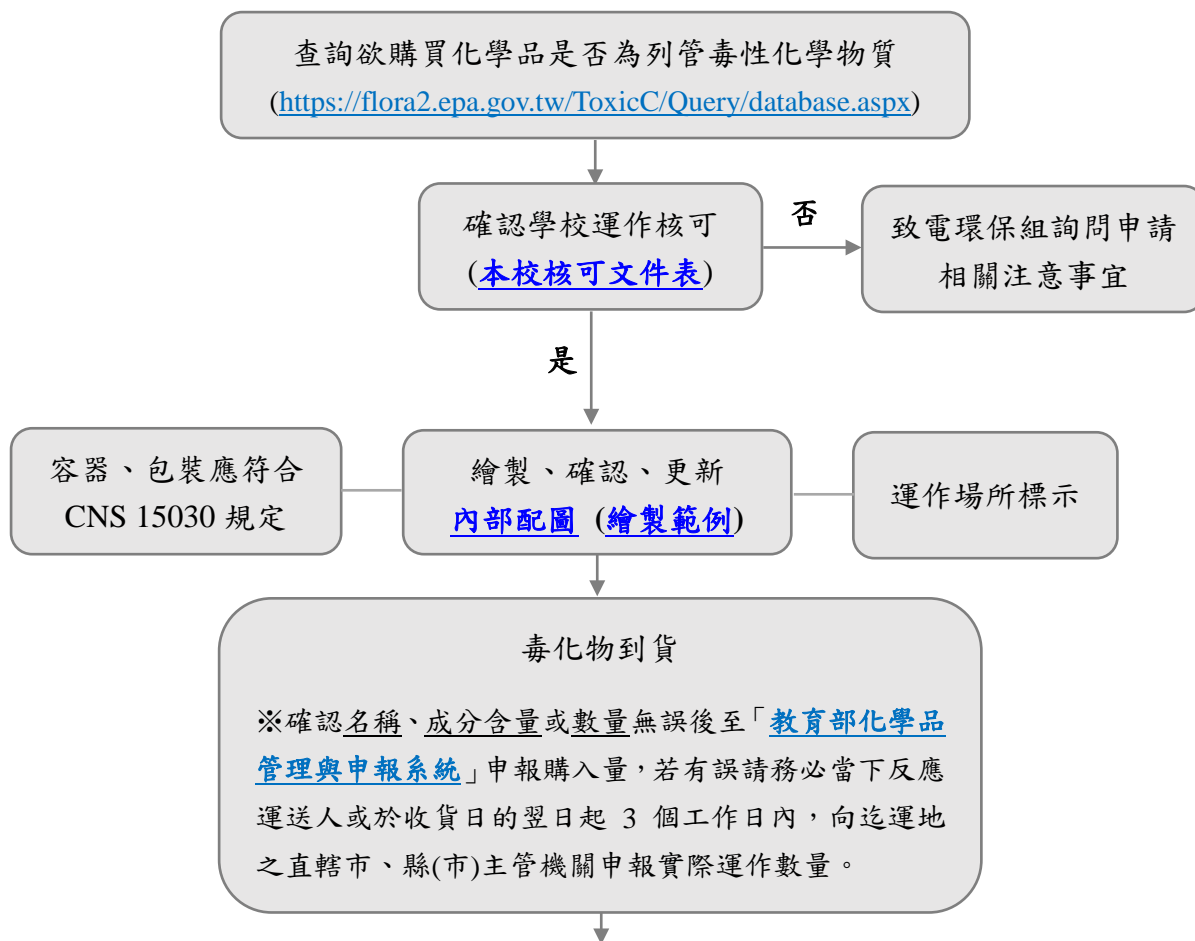 查詢欲購買化學品是否為列管毒性化學物質
(https://flora2.epa.gov.tw/ToxicC/Query/database.aspx)
確認學校運作核可
(本校核可文件表)
否
致電環保組詢問申請
相關注意事宜
是
容器、包裝應符合
CNS 15030 規定
繪製、確認、更新
內部配圖 (繪製範例)
運作場所標示
毒化物到貨
※確認名稱、成分含量或數量無誤後至「教育部化學品
管理與申報系統」申報購入量,若有誤請務必當下反應
運送人或於收貨日的翌日起 3 個工作日內,向迄運地
之直轄市、縣(市)主管機關申報實際運作數量。